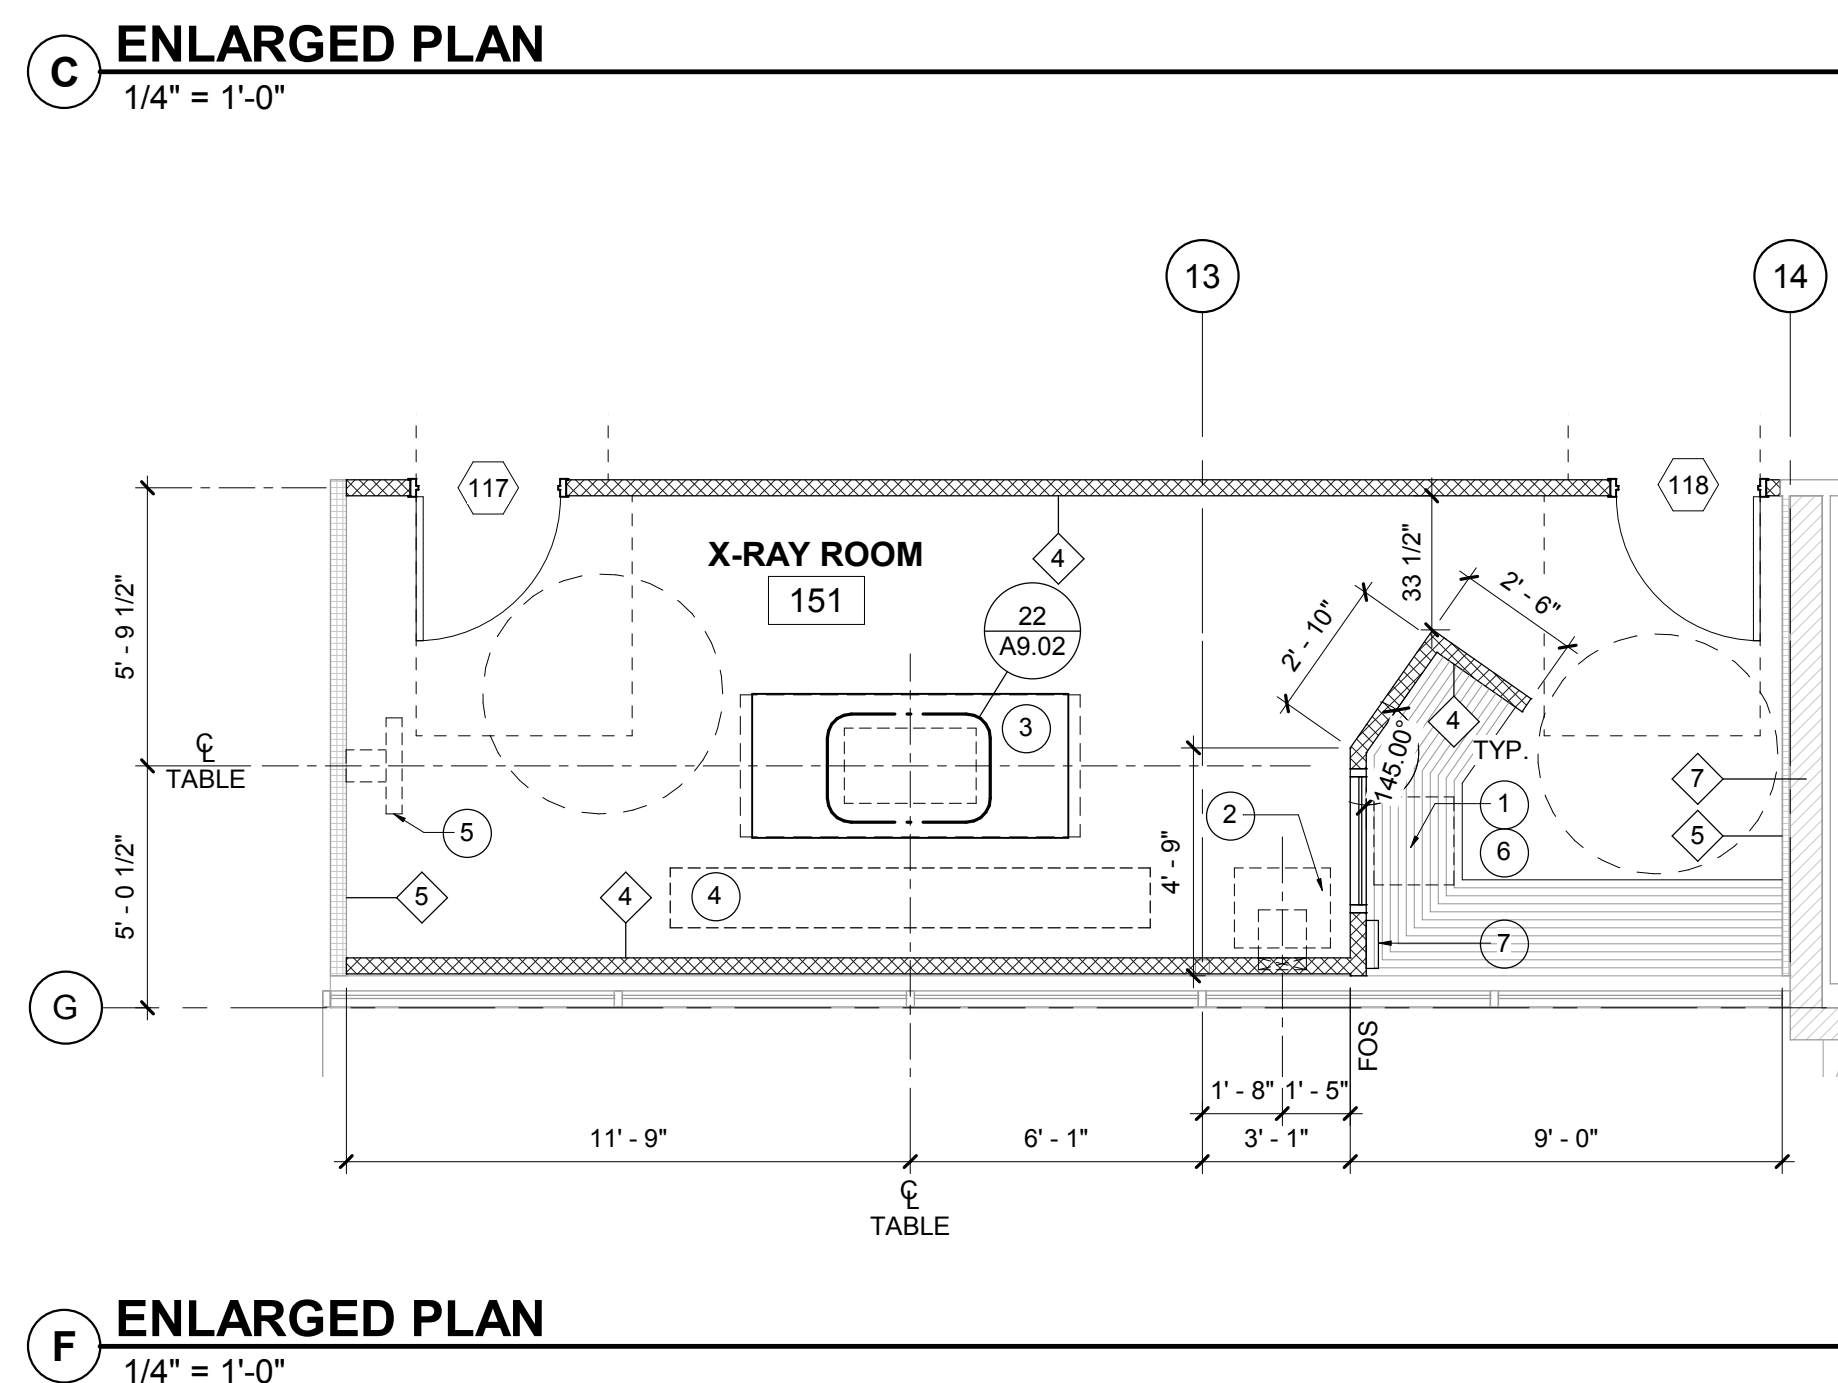 C ENLARGED PLAN
1/4" = 1'-0"
13
14
117
118
X-RAY ROOM
151
4
22
A9.02
33 1/2"
2' - 6"
2' - 10"
5' - 9 1/2"
3
4
TYP.
145.00°
℄
TABLE
7
1
2
5
5
6
4' - 9"
5' - 0 1/2"
5
4
4
7
G
FOS
1' - 8"
1' - 5"
11' - 9"
6' - 1"
3' - 1"
9' - 0"
℄
TABLE
F ENLARGED PLAN
1/4" = 1'-0"